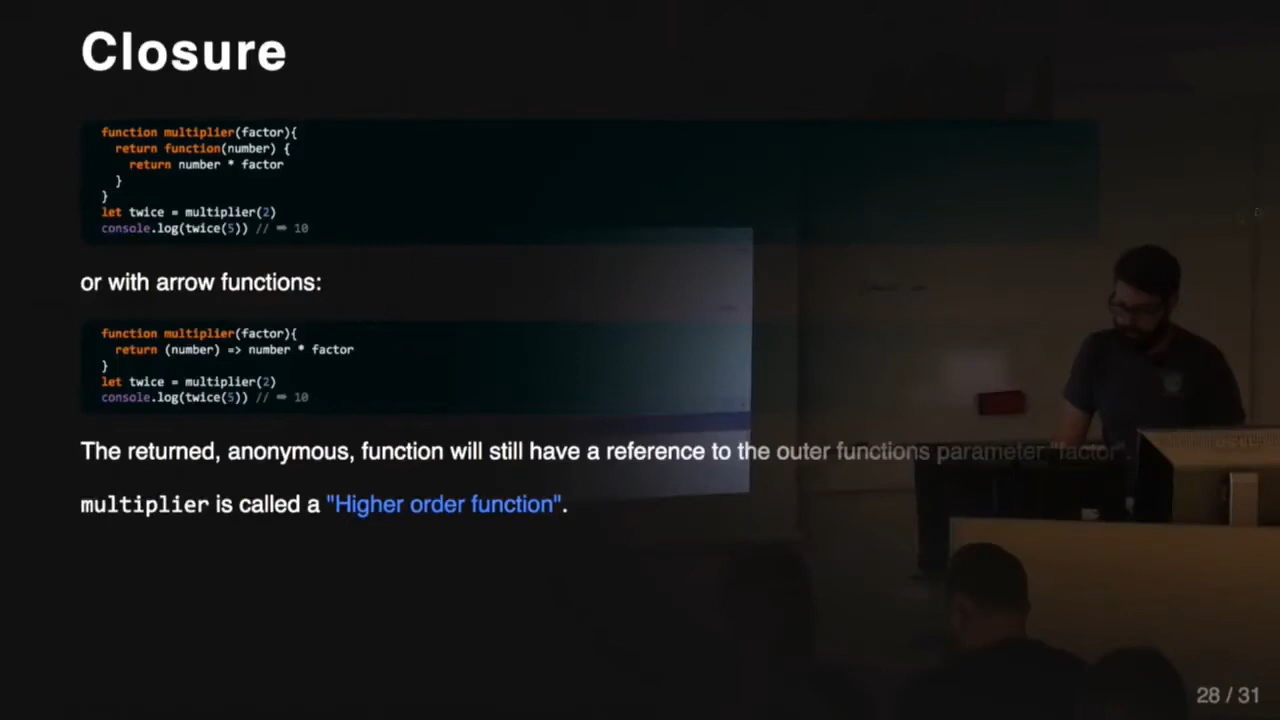 Closure
function multiplier(factor){
return function(number) {
return number * factor
}
}
let twice = multiplier(2)
console.log(twice(5)) // ➡ 10
or with arrow functions:
function multiplier(factor){
return (number) => number * factor
}
let twice = multiplier(2)
console.log(twice(5)) // ➡ 10
The returned, anonymous, function will still have a reference to the outer functions parameter "factor".
multiplier is called a "Higher order function".
28 / 31